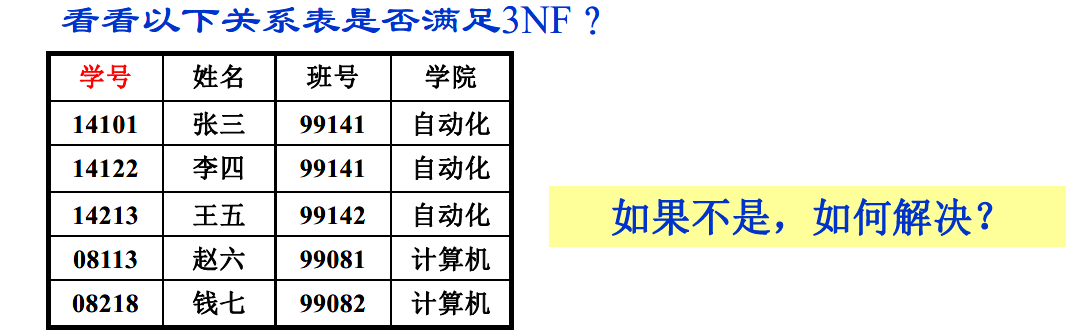 看看以下关系表是否满足3NF？
学号 姓名 班号 学院
14101 张三 99141 自动化
14122 李四 99141 自动化
14213 王五 99142 自动化
08113 赵六 99081 计算机
08218 钱七 99082 计算机
如果不是，如何解决？